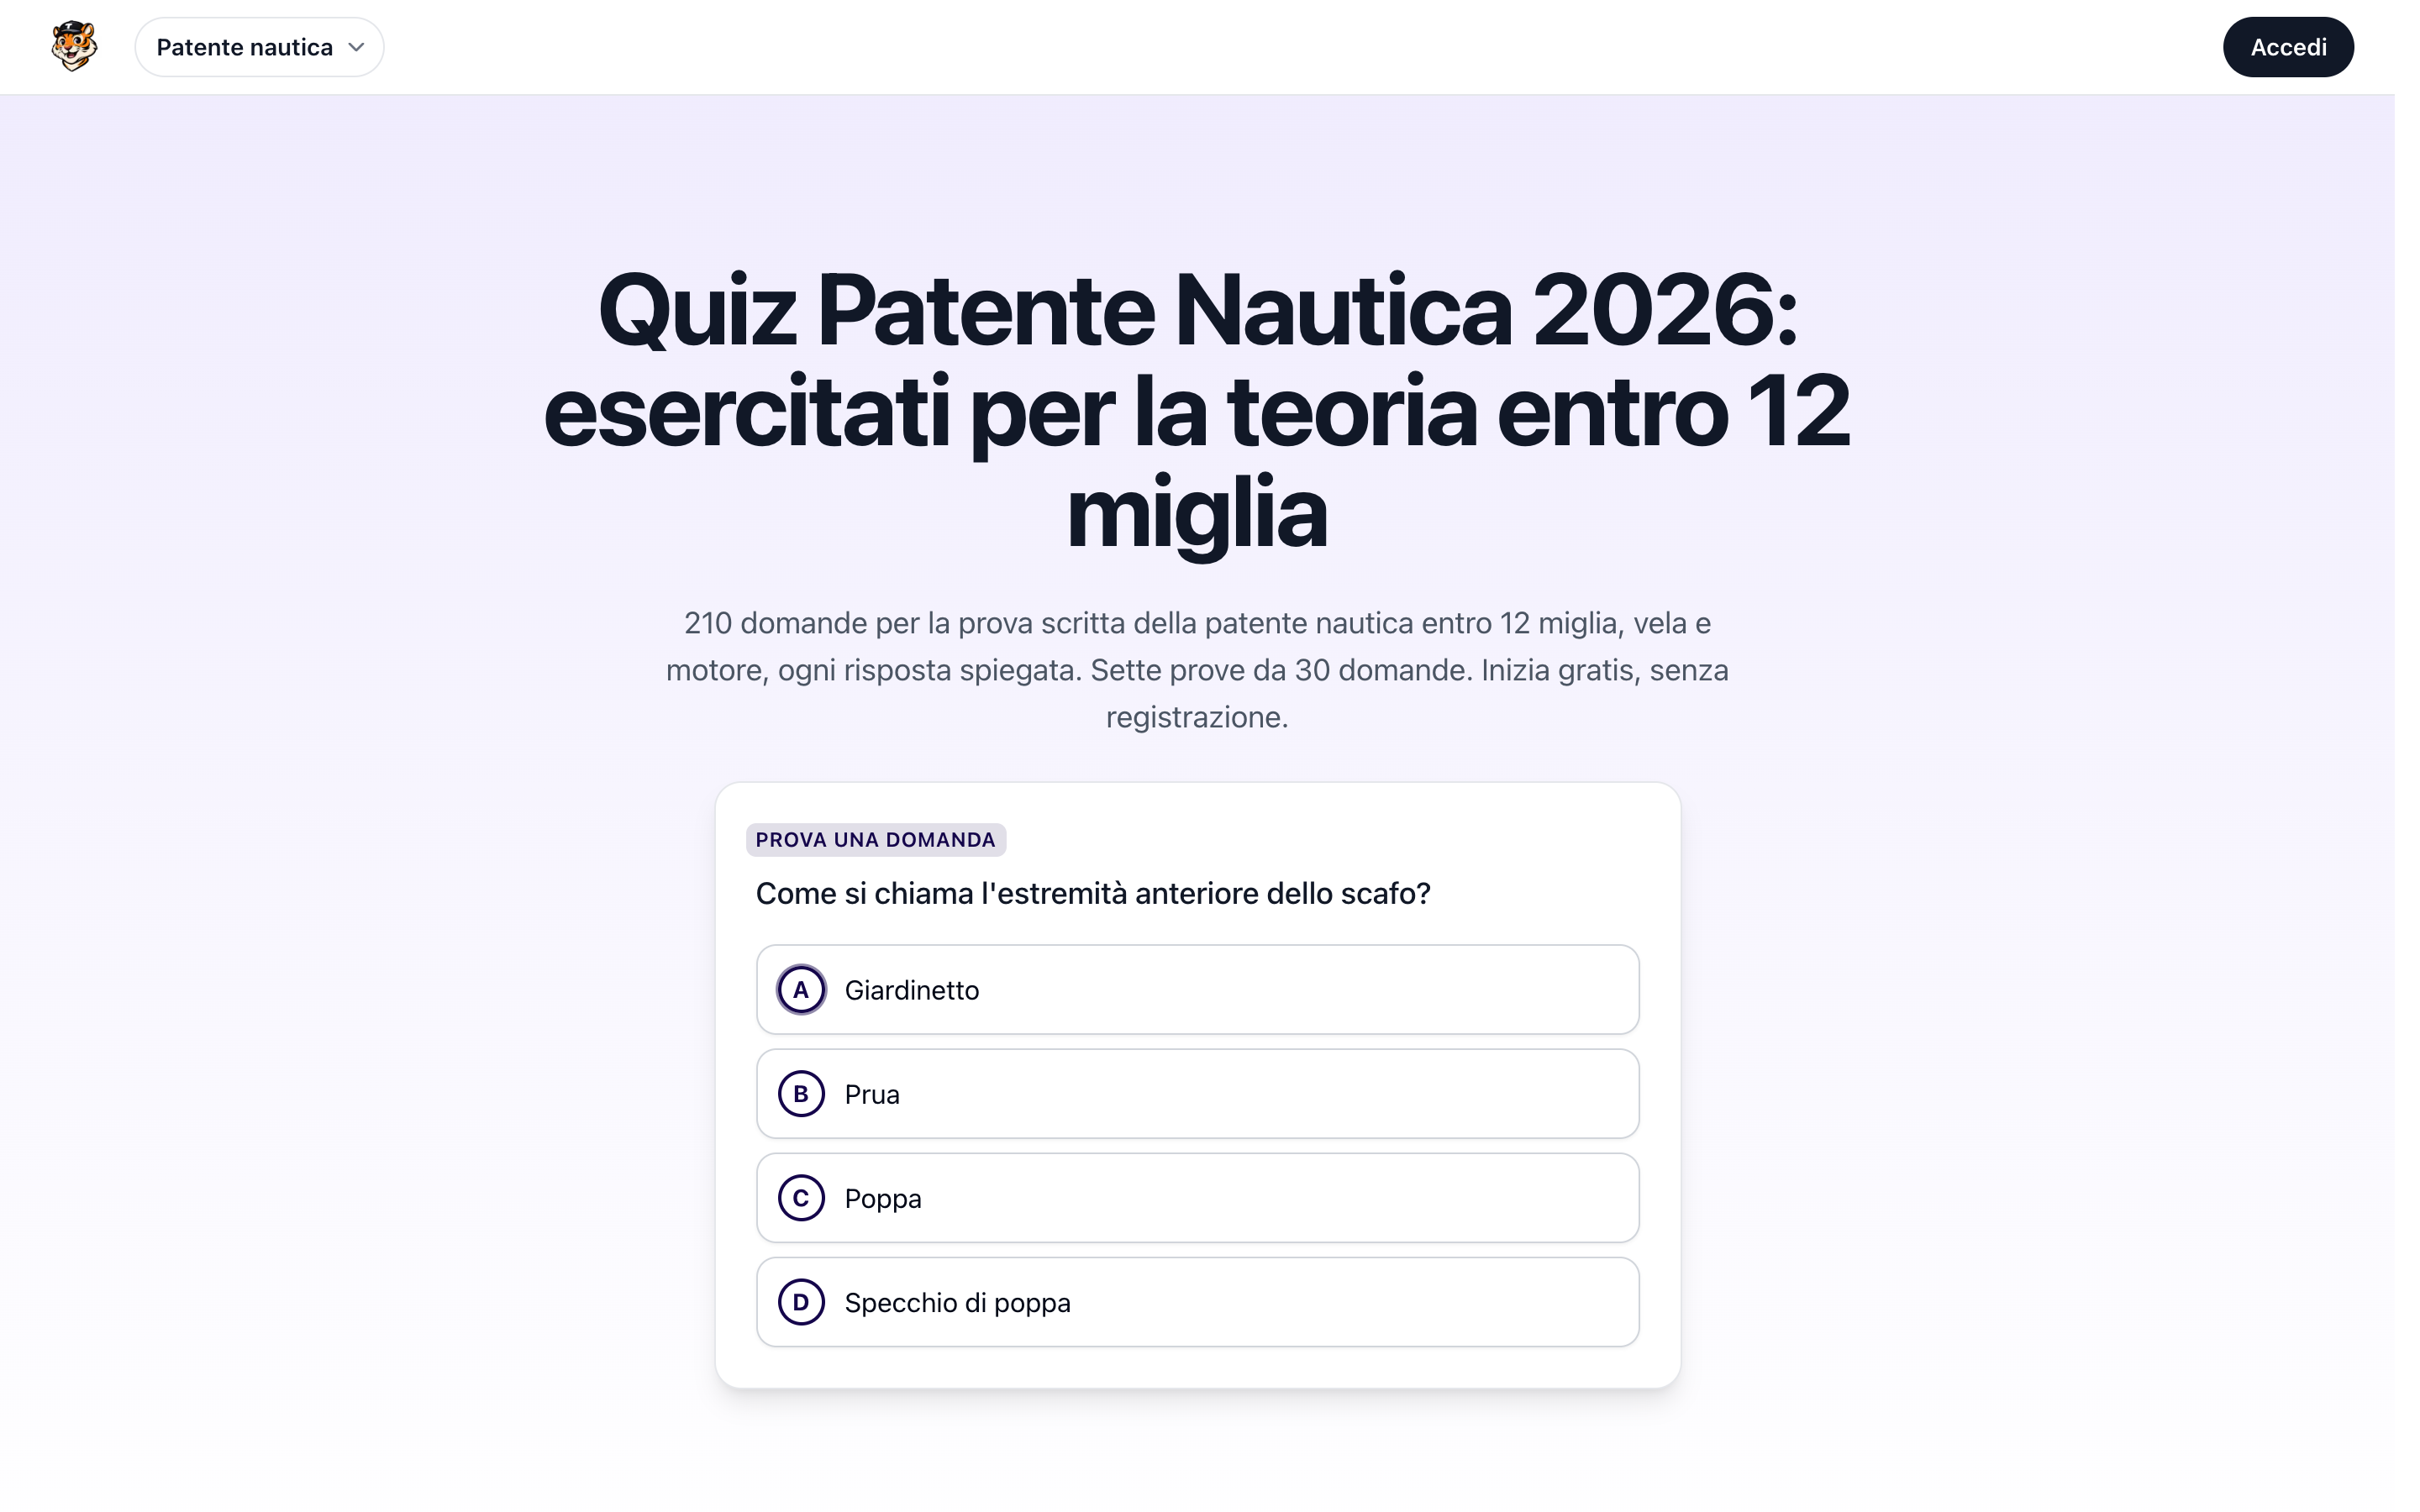 Patente nautica
Accedi
Quiz Patente Nautica 2026:
esercitati per la teoria entro 12
miglia
210 domande per la prova scritta della patente nautica entro 12 miglia, vela e
motore, ogni risposta spiegata. Sette prove da 30 domande. Inizia gratis, senza
registrazione.
PROVA UNA DOMANDA
Come si chiama l'estremità anteriore dello scafo?
A Giardinetto
B Prua
C Poppa
D Specchio di poppa